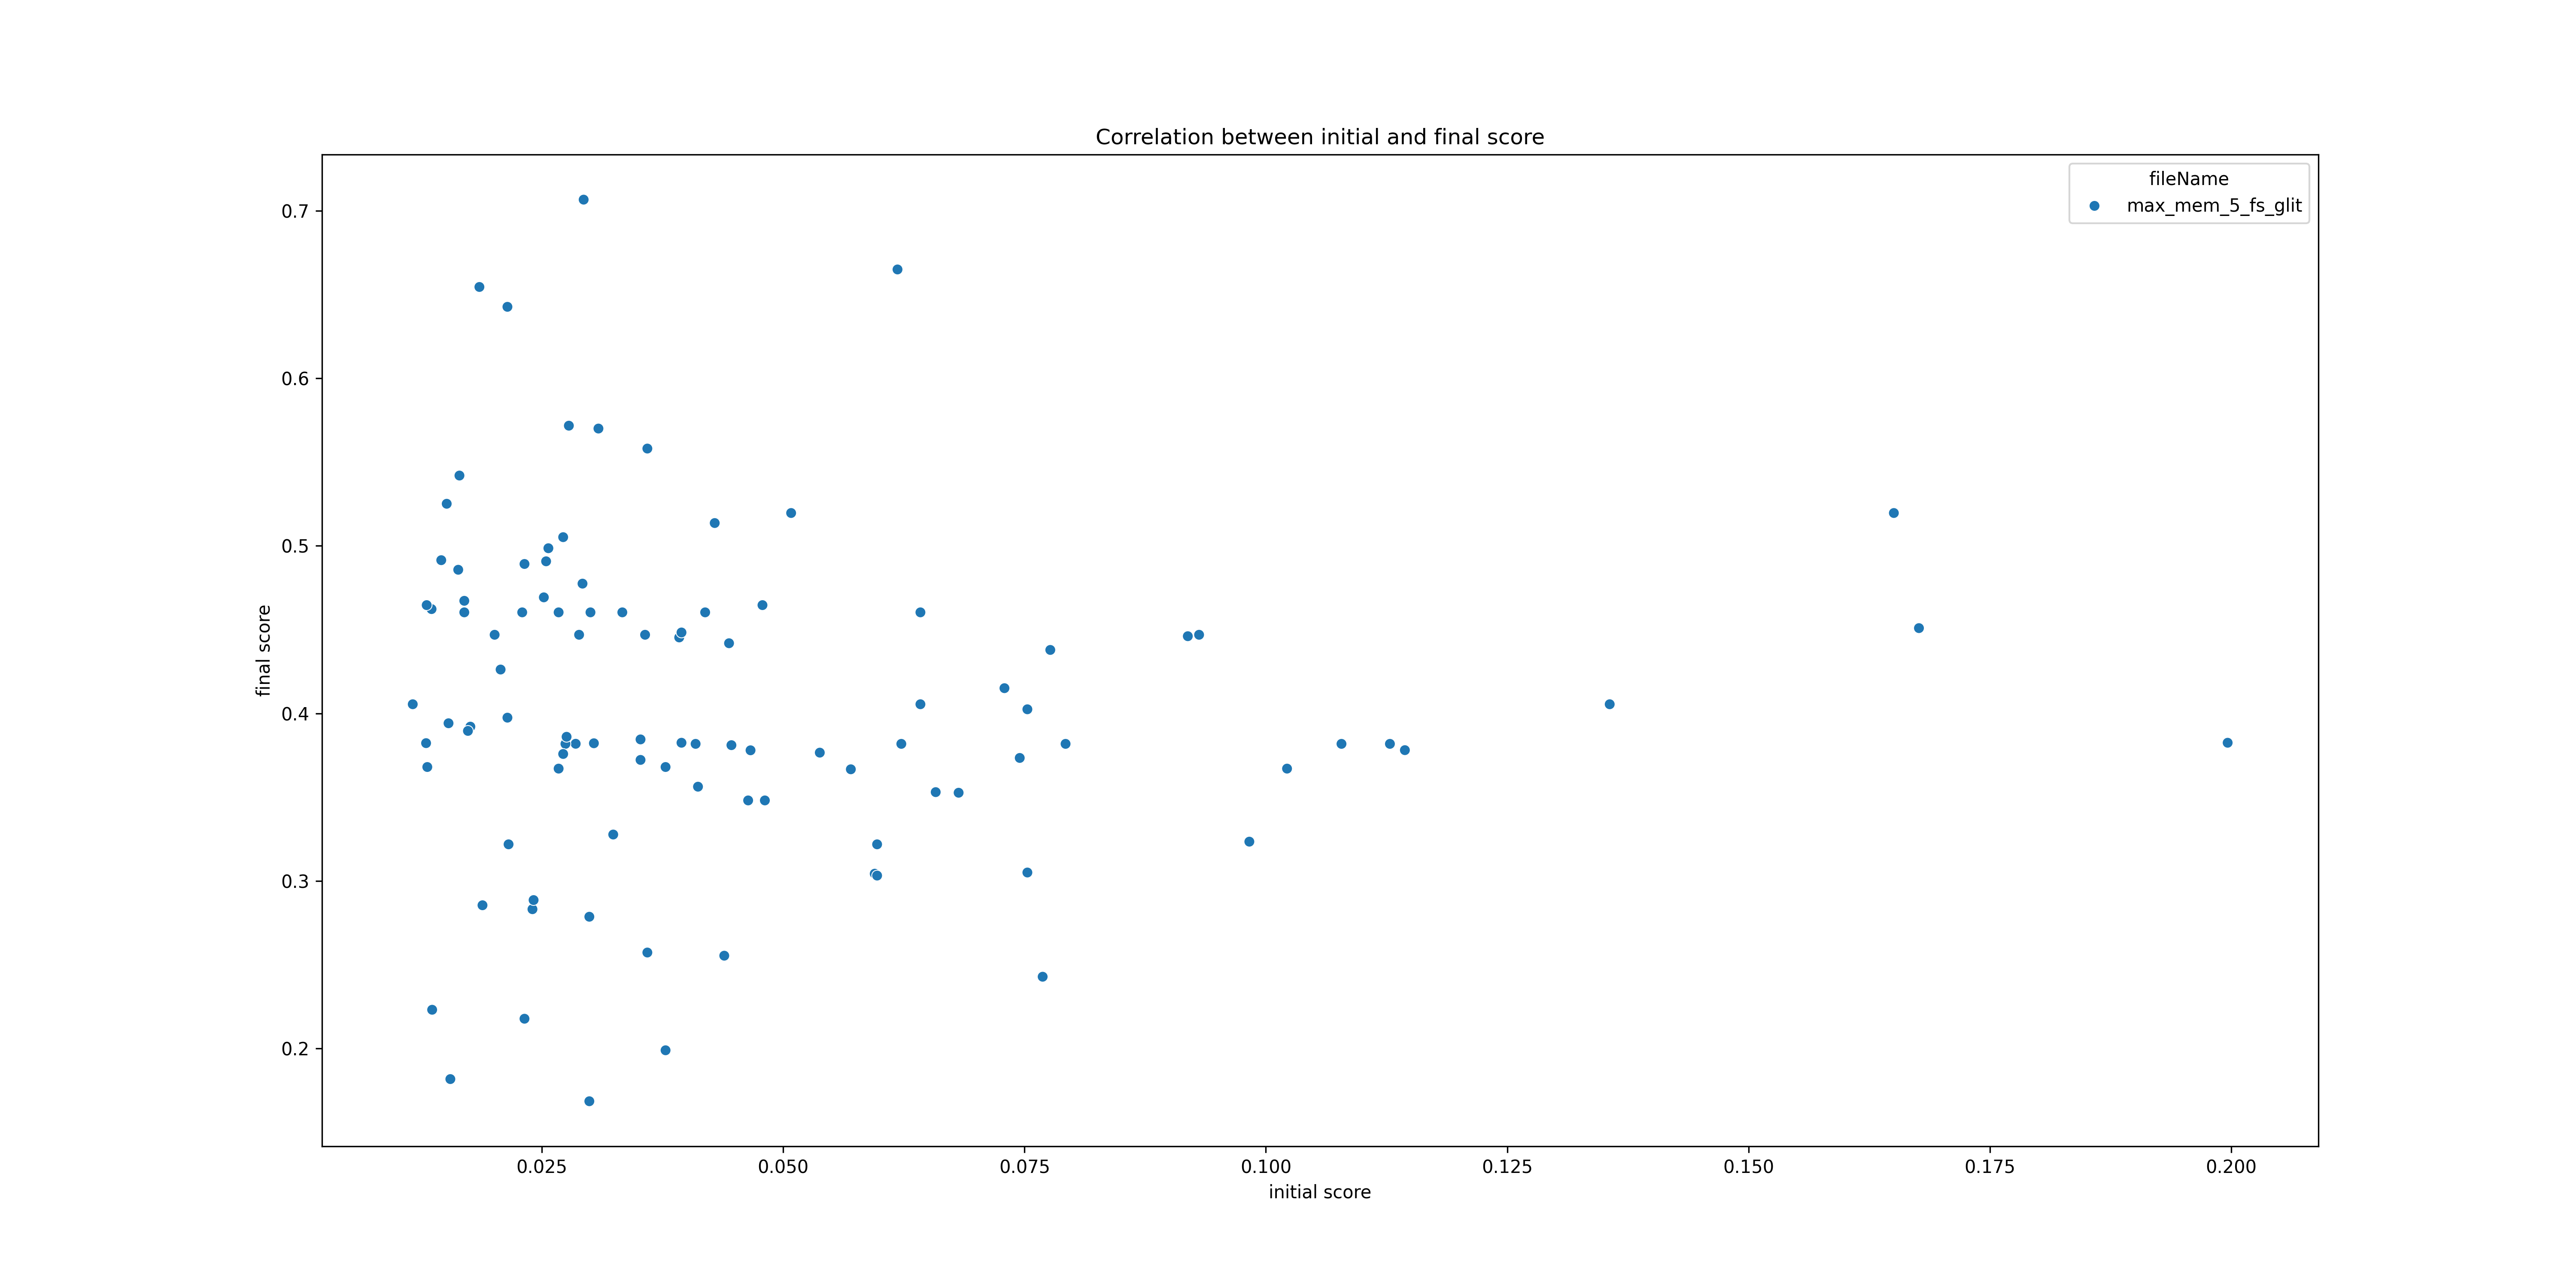 Correlation between initial and final score
fileName
max_mem_5_fs_glit
0.7
0.6
0.5
0.4
0.3
0.2
final score
0.025 0.050 0.075 0.100 0.125 0.150 0.175 0.200
initial score